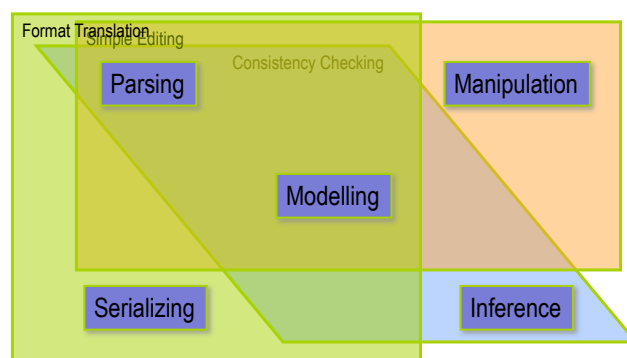 Format Translation
Simple Editing
Consistency Checking
Parsing
Manipulation
Modelling
Serializing
Inference